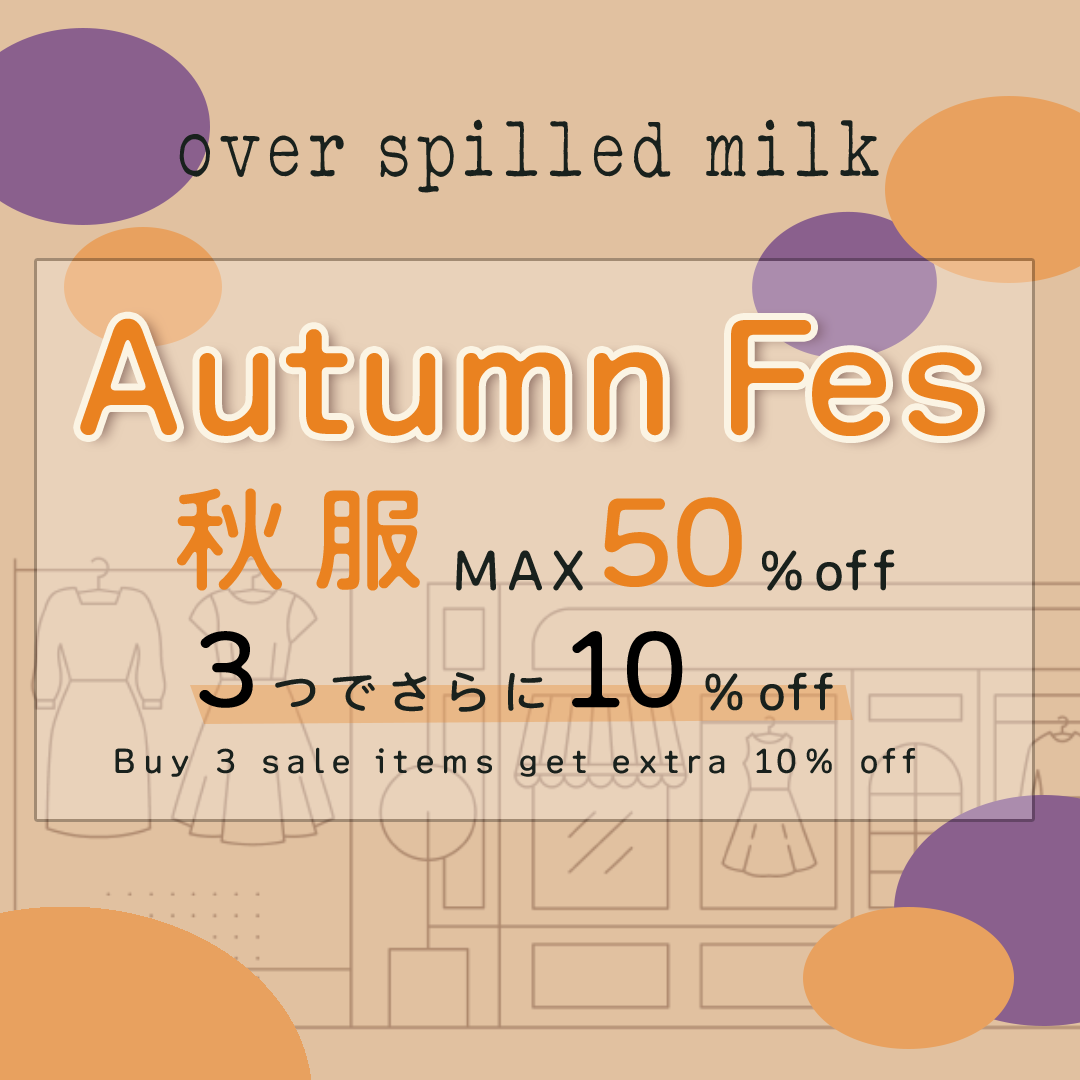 over spilled milk
Autumn Fes
秋服 MAX 50 %off
3つでさらに10% off
Buy 3 sale items get extra 10% off